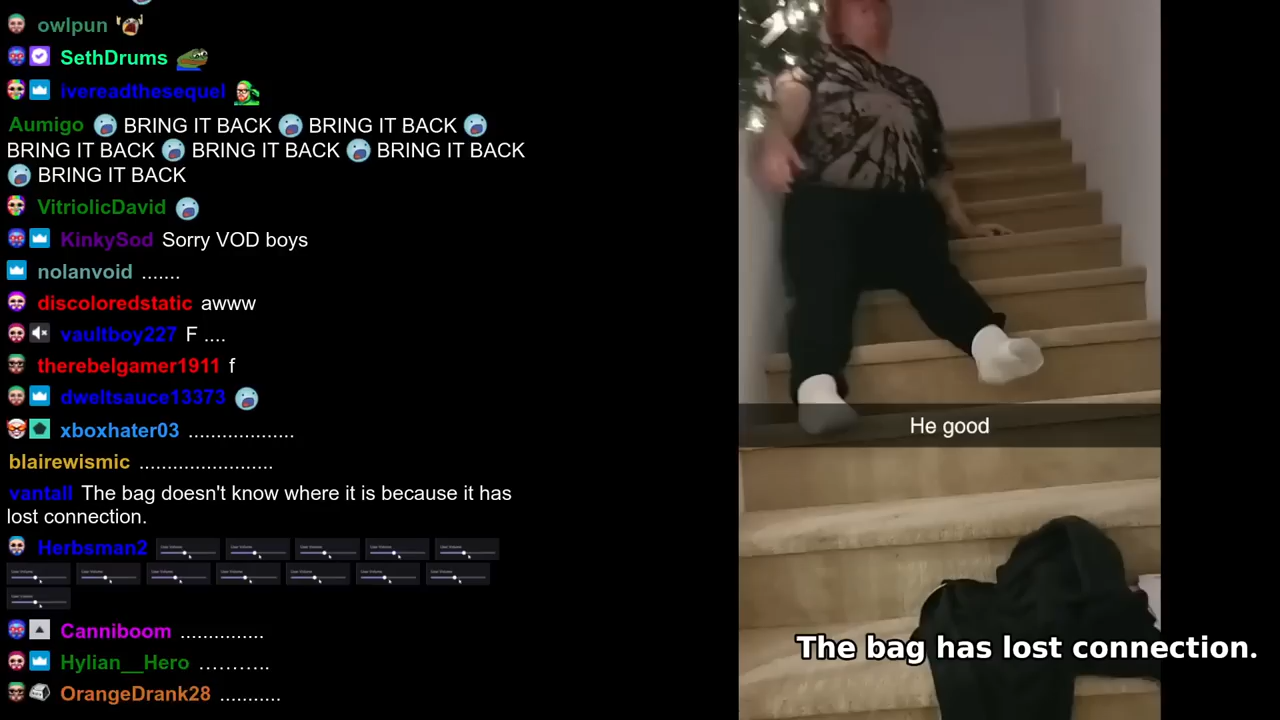 owlpun
SethDrums
ivereadthesequel
Aumigo BRING IT BACK BRING IT BACK
BRING IT BACK BRING IT BACK BRING IT BACK
BRING IT BACK
VitriolicDavid
KinkySod Sorry VOD boys
nolanvoid .......
discoloredstatic awww
vaultboy227 F ....
therebelgamer1911 f
dweltsauce13373
xboxhater03 ...................
blairewismic ........................
vantall The bag doesn't know where it is because it has
lost connection.
Herbsman2
Canniboom ...............
Hylian__Hero ...........
OrangeDrank28 ...........
He good
The bag has lost connection.